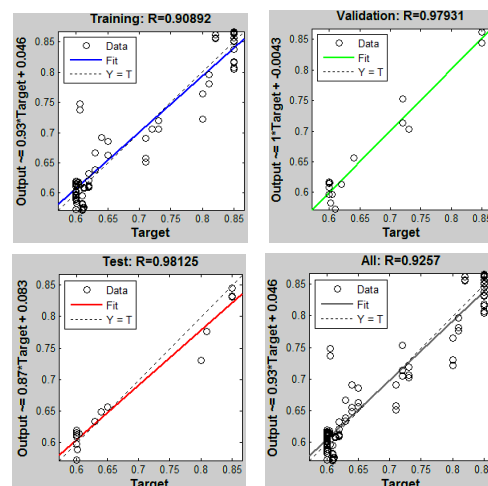 Training: R=0.90892
Output ~= 0.93*Target + 0.046
0.85
0.8
0.75
0.7
0.65
0.6
Data
Fit
Y = T
0.6 0.65 0.7 0.75 0.8 0.85
Target
Validation: R=0.97931
Output ~= 1*Target + -0.0043
0.85
0.8
0.75
0.7
0.65
0.6
Data
Fit
Y = T
0.6 0.65 0.7 0.75 0.8 0.85
Target
Test: R=0.98125
Output ~= 0.87*Target + 0.083
0.85
0.8
0.75
0.7
0.65
0.6
Data
Fit
Y = T
0.6 0.65 0.7 0.75 0.8 0.85
Target
All: R=0.9257
Output ~= 0.93*Target + 0.046
0.85
0.8
0.75
0.7
0.65
0.6
Data
Fit
Y = T
0.6 0.65 0.7 0.75 0.8 0.85
Target